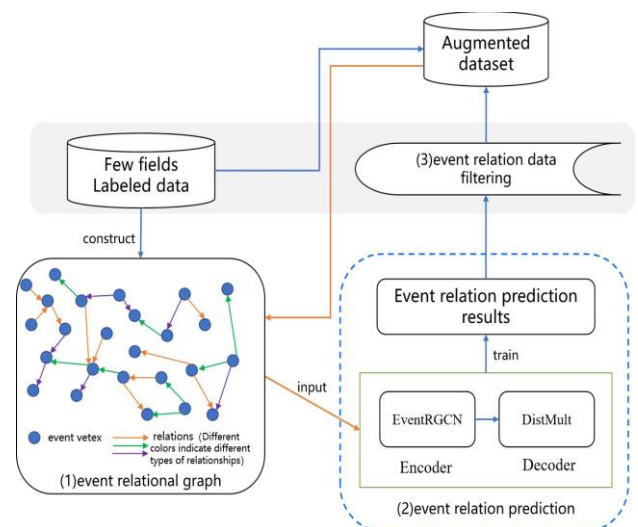 Augmented
dataset
Few fields
Labeled data
(3)event relation data
filtering
construct
Event relation prediction
results
train
input
EventRGCN
DistMult
Encoder
Decoder
event vetex
relations (Different
colors indicate different
types of relationships)
(1)event relational graph
(2)event relation prediction